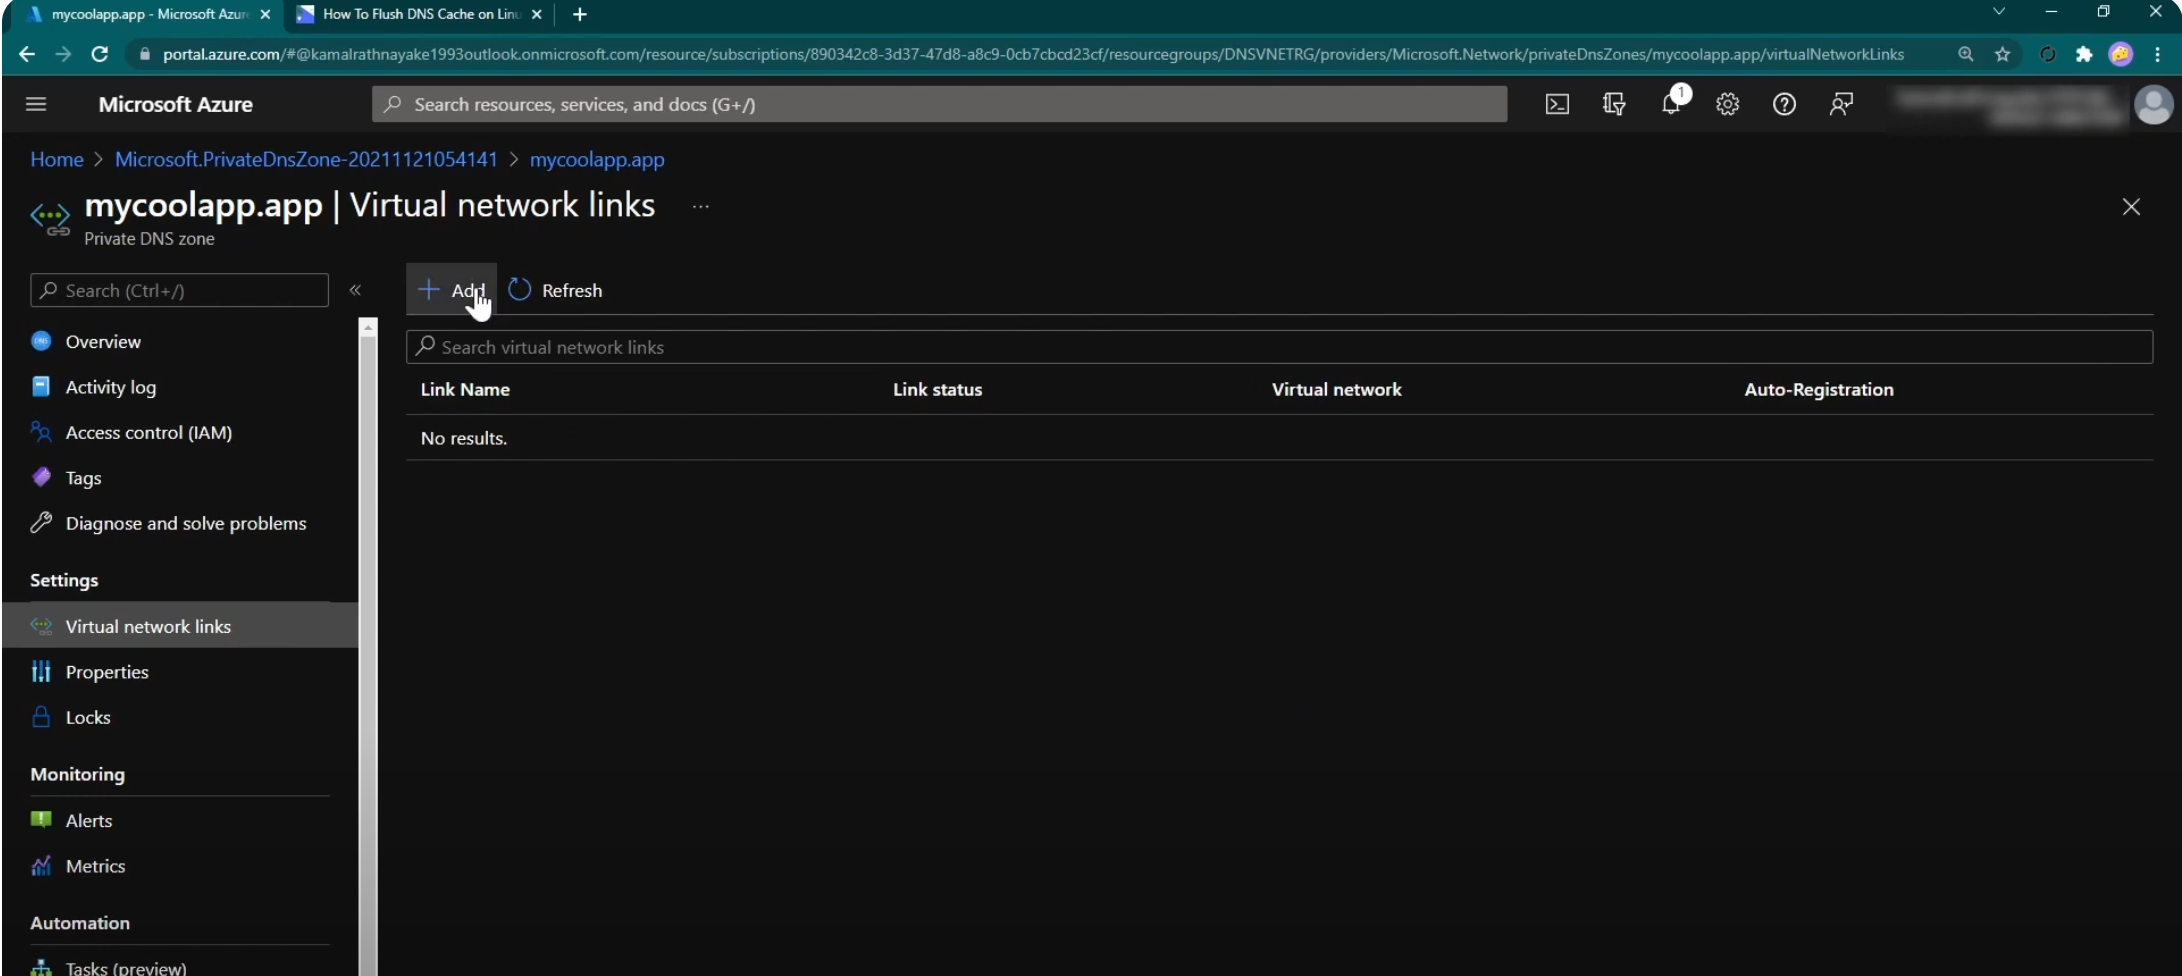 mycoolapp.app - Microsoft Azure
How To Flush DNS Cache on Linu
portal.azure.com/#@kamalrathnayake1993outlook.onmicrosoft.com/resource/subscriptions/890342c8-3d37-47d8-a8c9-0cb7cbcd23cf/resourcegroups/DNSVNETRG/providers/Microsoft.Network/privateDnsZones/mycoolapp.app/virtualNetworkLinks
Microsoft Azure
Search resources, services, and docs (G+/)
1
Home > Microsoft.PrivateDnsZone-20211121054141 > mycoolapp.app
mycoolapp.app | Virtual network links ...
Private DNS zone
Search (Ctrl+/)
«
Add
Refresh
Overview
Search virtual network links
Activity log
Link Name
Link status
Virtual network
Auto-Registration
Access control (IAM)
No results.
Tags
Diagnose and solve problems
Settings
Virtual network links
Properties
Locks
Monitoring
Alerts
Metrics
Automation
Tasks (preview)